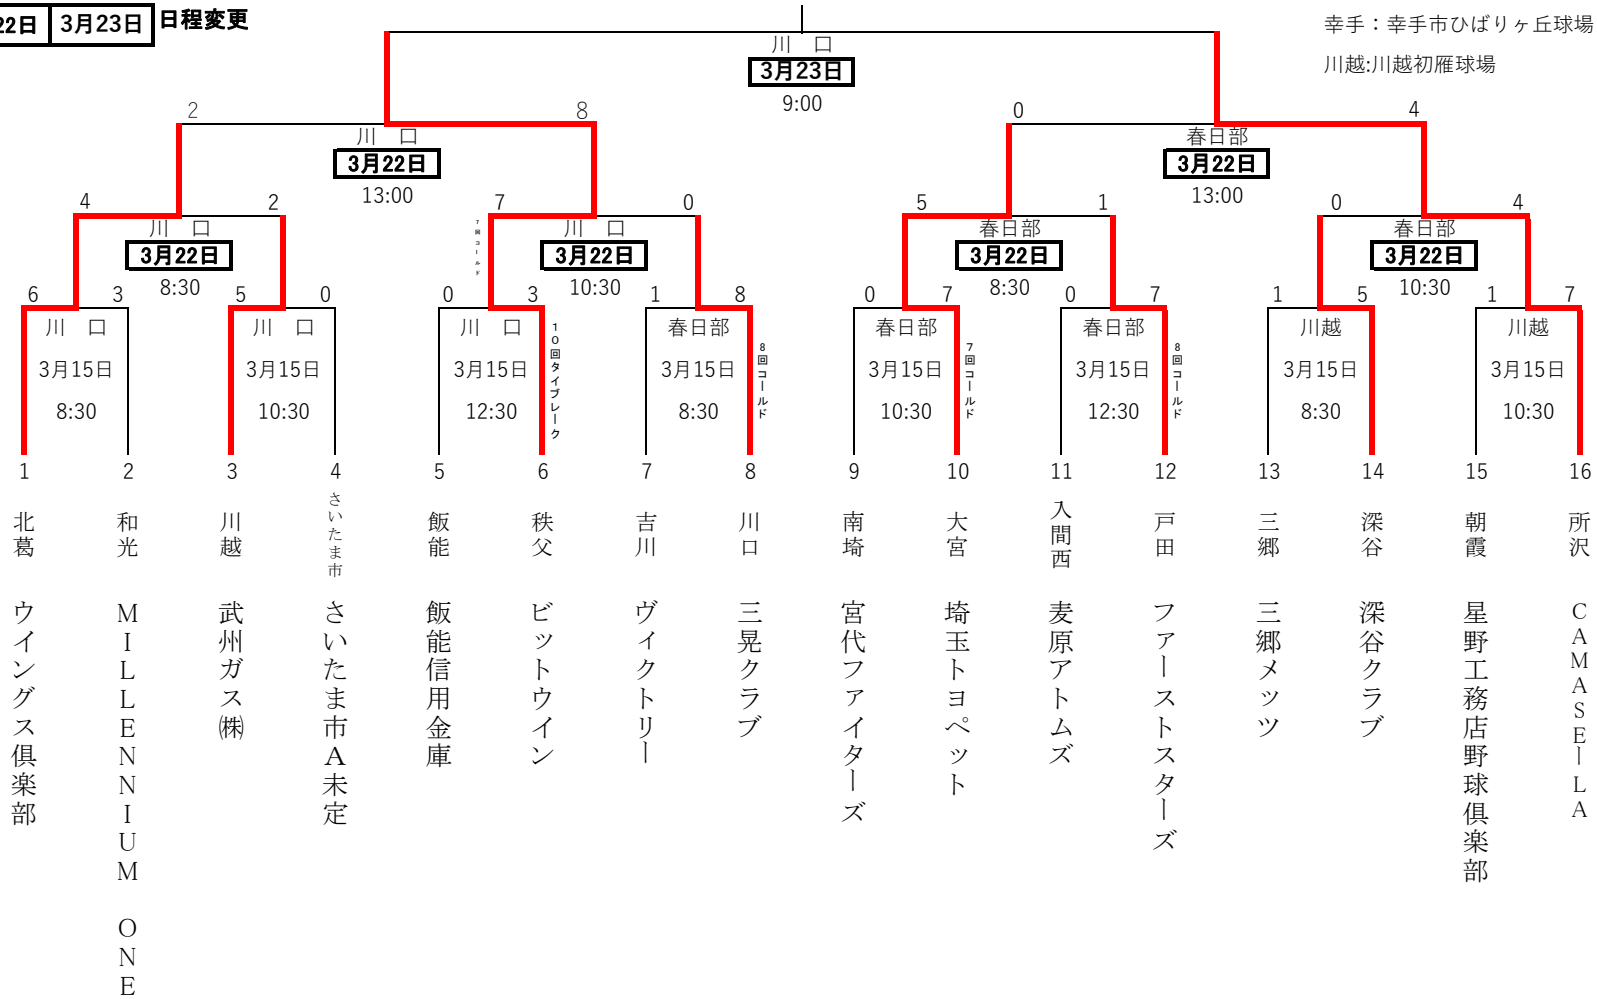 22日 3月23日 日程変更
幸手：幸手市ひばりヶ丘球場
川越:川越初雁球場
川　口
3月23日
9:00
2 8 0 4
川　口 春日部
3月22日 3月22日
13:00 13:00
4 2 7 0 5 1 0 4
川　口 川　口 春日部 春日部
3月22日 3月22日 3月22日 3月22日
8:30 10:30 8:30 10:30
7回コールド
6 3 5 0 0 3 1 8 0 7 0 7 1 5 1 7
川　口 川　口 川　口 春日部 春日部 春日部 川越 川越
3月15日 3月15日 3月15日 3月15日 3月15日 3月15日 3月15日 3月15日
8:30 10:30 12:30 8:30 10:30 12:30 8:30 10:30
10回タイブレーク
8回コールド
7回コールド
8回コールド
1 2 3 4 5 6 7 8 9 10 11 12 13 14 15 16
北葛 和光 川越 さいたま市 飯能 秩父 吉川 川口 南埼 大宮 入間西 戸田 三郷 深谷 朝霞 所沢
ウイングス倶楽部
MILLENNIUM ONE
武州ガス㈱
さいたま市A未定
飯能信用金庫
ビットウイン
ヴィクトリー
三晃クラブ
宮代ファイターズ
埼玉トヨペット
麦原アトムズ
ファーストスターズ
三郷メッツ
深谷クラブ
星野工務店野球倶楽部
CAMASEーLA